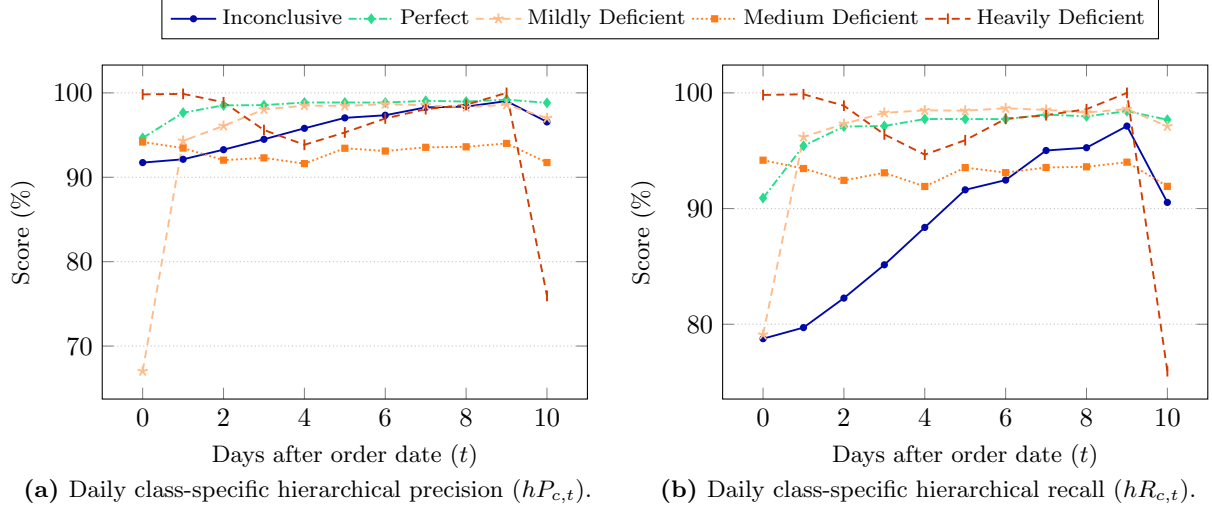 Inconclusive Perfect Mildly Deficient Medium Deficient Heavily Deficient
100
90
80
70
Score (%)
0 2 4 6 8 10
Days after order date (t)
(a) Daily class-specific hierarchical precision (hP_{c,t}).
100
90
80
Score (%)
0 2 4 6 8 10
Days after order date (t)
(b) Daily class-specific hierarchical recall (hR_{c,t}).